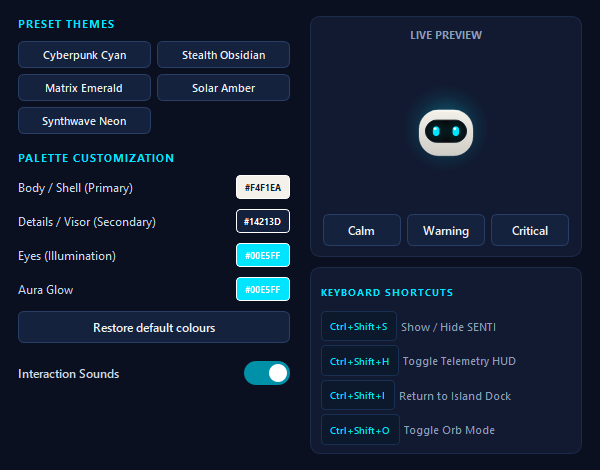 PRESET THEMES
Cyberpunk Cyan
Stealth Obsidian
Matrix Emerald
Solar Amber
Synthwave Neon
PALETTE CUSTOMIZATION
Body / Shell (Primary)
#F4F1EA
Details / Visor (Secondary)
#14213D
Eyes (Illumination)
#00E5FF
Aura Glow
#00E5FF
Restore default colours
Interaction Sounds
LIVE PREVIEW
Calm
Warning
Critical
KEYBOARD SHORTCUTS
Ctrl+Shift+S Show / Hide SENTI
Ctrl+Shift+H Toggle Telemetry HUD
Ctrl+Shift+I Return to Island Dock
Ctrl+Shift+O Toggle Orb Mode